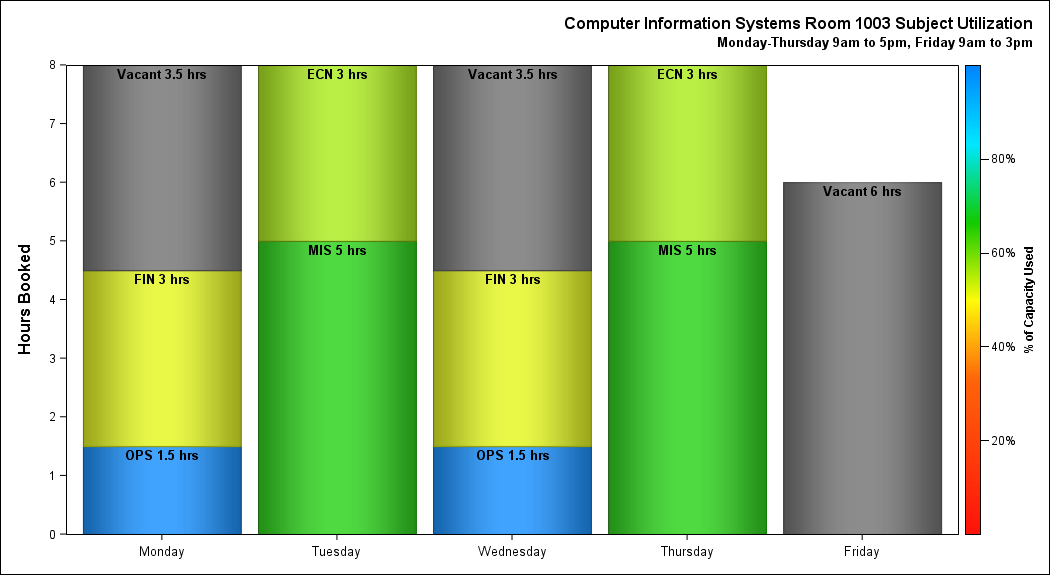 Computer Information Systems Room 1003 Subject Utilization
Monday-Thursday 9am to 5pm, Friday 9am to 3pm
Hours Booked
8
7
6
5
4
3
2
1
0
Vacant 3.5 hrs
FIN 3 hrs
OPS 1.5 hrs
ECN 3 hrs
MIS 5 hrs
Vacant 3.5 hrs
FIN 3 hrs
OPS 1.5 hrs
ECN 3 hrs
MIS 5 hrs
Vacant 6 hrs
Monday
Tuesday
Wednesday
Thursday
Friday
80%
60%
40%
20%
% of Capacity Used